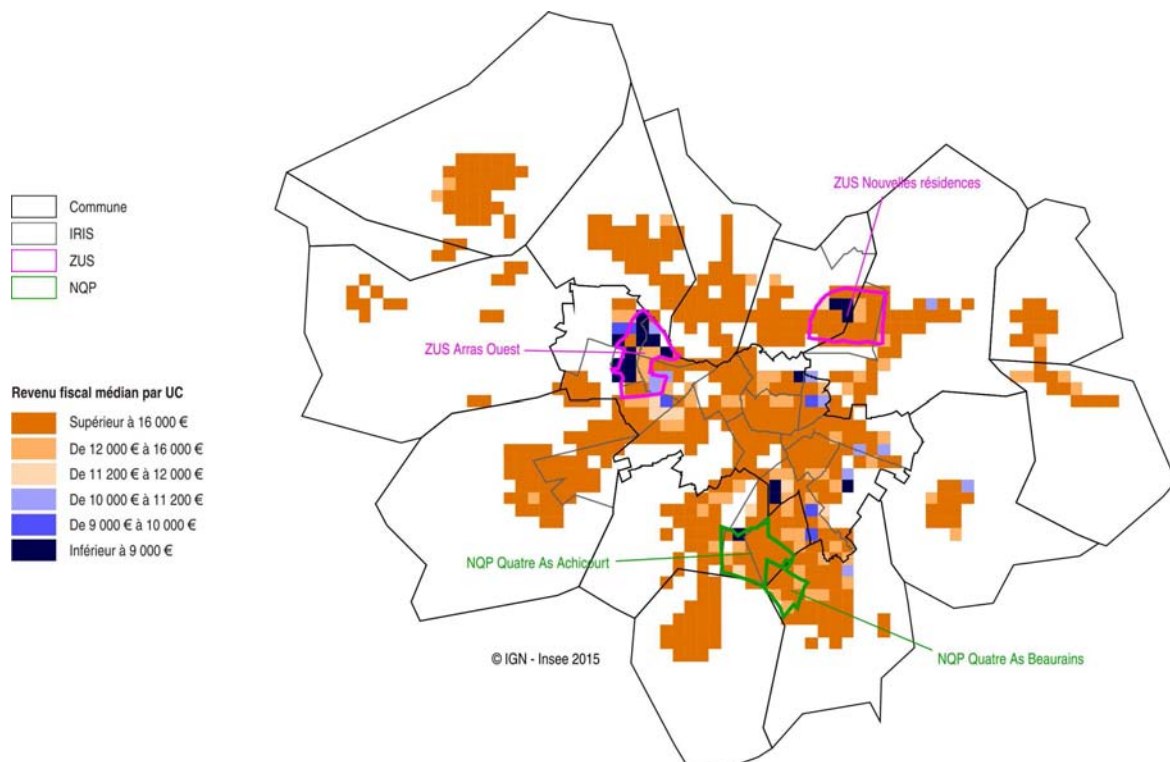 Commune
IRIS
ZUS
NQP
Revenu fiscal médian par UC
Supérieur à 16 000 €
De 12 000 € à 16 000 €
De 11 200 € à 12 000 €
De 10 000 € à 11 200 €
De 9 000 € à 10 000 €
Inférieur à 9 000 €
ZUS Nouvelles résidences
ZUS Arras Ouest
NQP Quatre As Achicourt
© IGN - Insee 2015
NQP Quatre As Beaurains